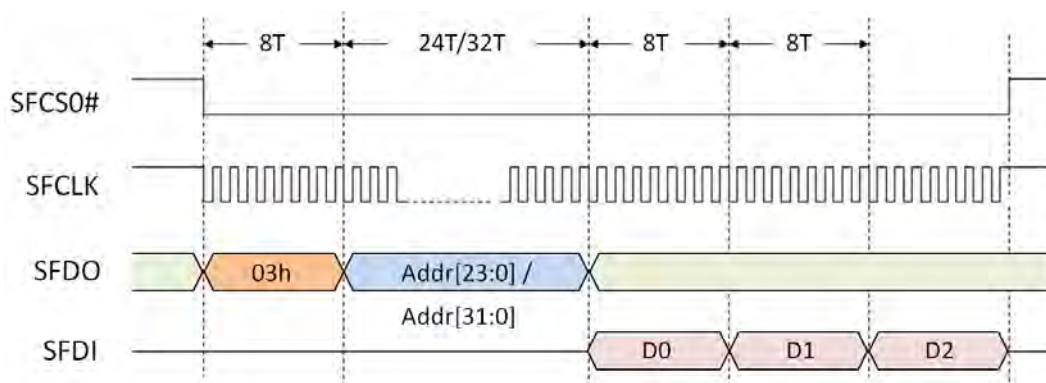 8T 24T/32T 8T 8T
SFCS0#
SFCLK
SFDO 03h Addr[23:0] /
Addr[31:0]
SFDI D0 D1 D2